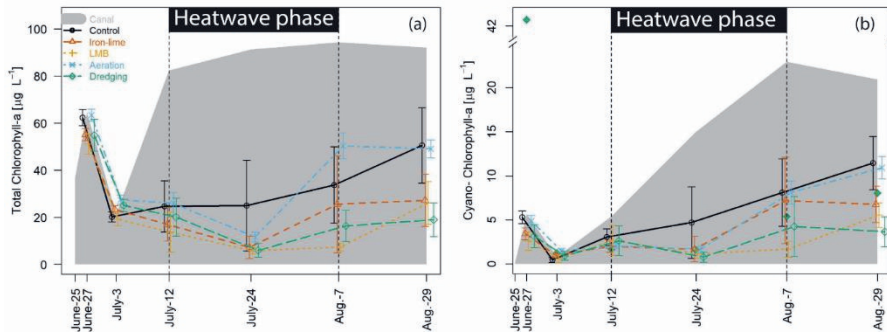 Heatwave phase
(a)
Total Chlorophyll-a [µg L⁻¹]
100
80
60
40
20
0
Canal
Control
Iron-lime
LMB
Aeration
Dredging
June-25
June-27
July-3
July-12
July-24
Aug.-7
Aug.-29
Heatwave phase
(b)
Cyano- Chlorophyll-a [µg L⁻¹]
42
20
15
10
5
0
June-25
June-27
July-3
July-12
July-24
Aug.-7
Aug.-29